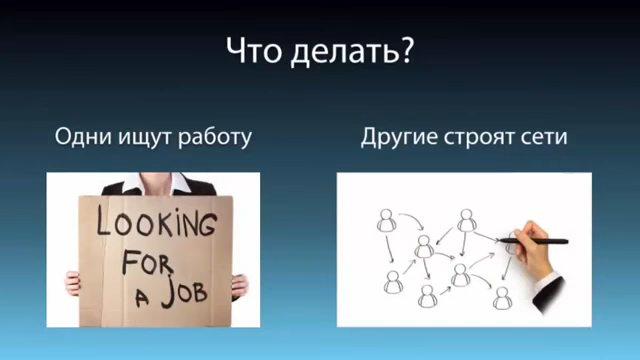 Что делать?
Одни ищут работу
Другие строят сети
LOOKING
FOR
A JOB